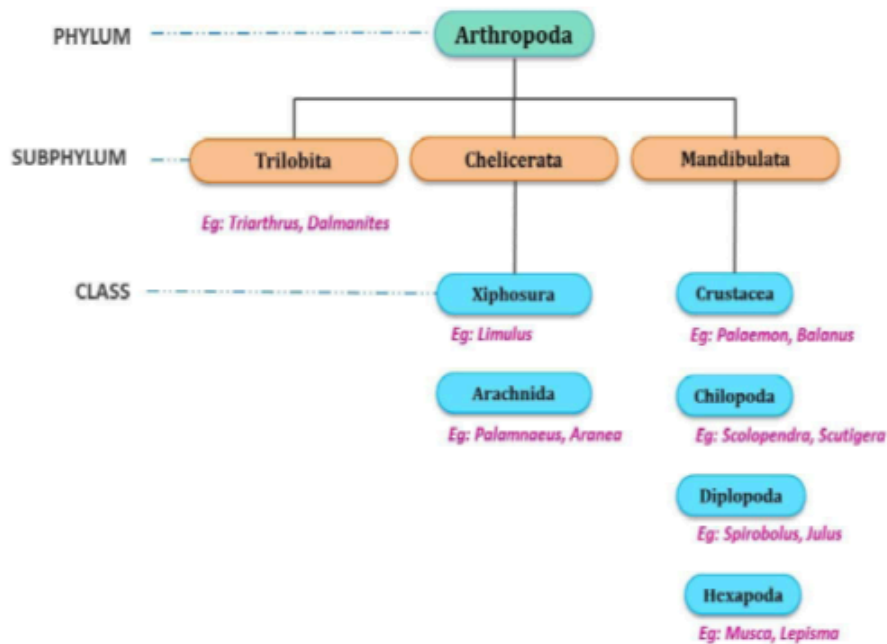 PHYLUM
Arthropoda
SUBPHYLUM
Trilobita
Chelicerata
Mandibulata
Eg: Triarthrus, Dalmanites
CLASS
Xiphosura
Crustacea
Eg: Limulus
Eg: Palaemon, Balanus
Arachnida
Chilopoda
Eg: Palamnaeus, Aranea
Eg: Scolopendra, Scutigera
Diplopoda
Eg: Spirobolus, Julus
Hexapoda
Eg: Musca, Lepisma